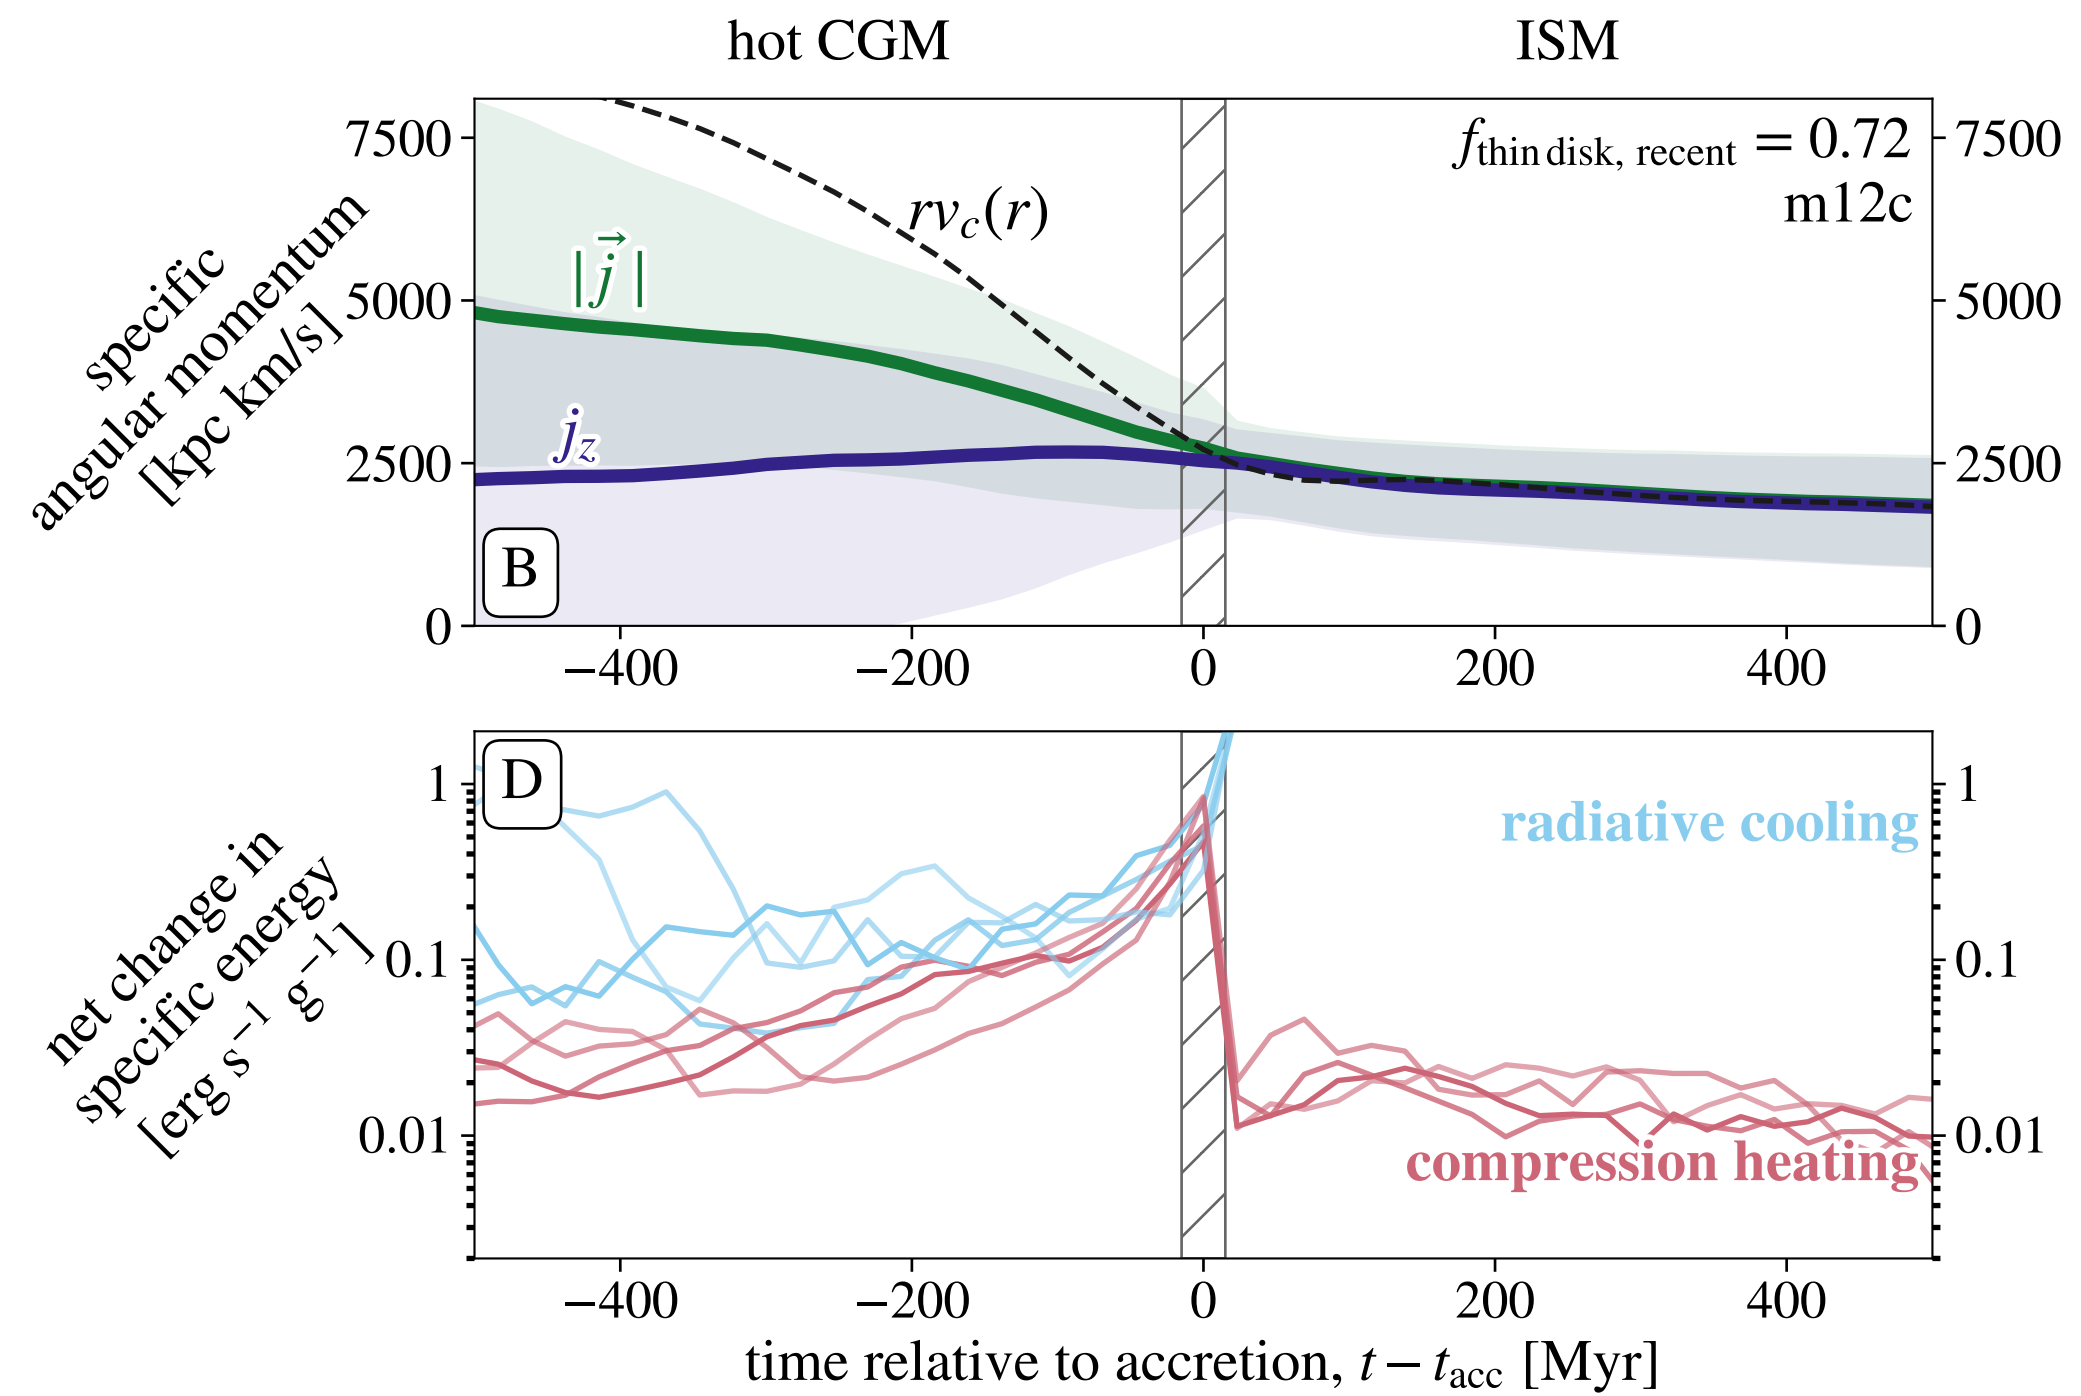 hot CGM
ISM
specific
angular momentum
[kpc km/s]
7500
5000
2500
0
f_thin disk, recent = 0.72
m12c
rv_c(r)
|j⃗|
j_z
B
7500
5000
2500
0
−400
−200
0
200
400
net change in
specific energy
[erg s⁻¹ g⁻¹]
1
0.1
0.01
D
radiative cooling
compression heating
1
0.1
0.01
−400
−200
0
200
400
time relative to accretion, t − t_acc [Myr]